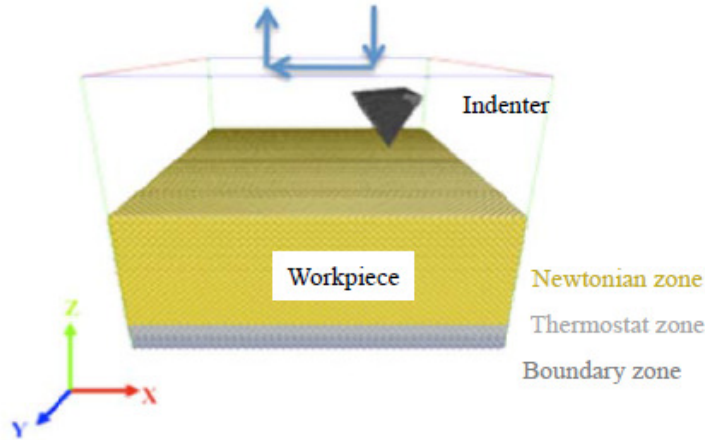 Indenter
Workpiece
Newtonian zone
Thermostat zone
Boundary zone
Z
X
Y